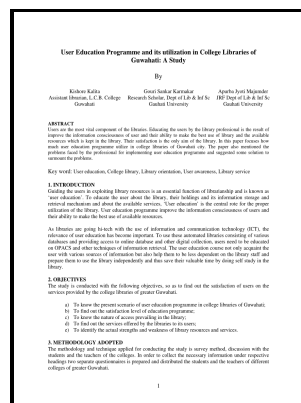 User Education Programme and its utilization in College Libraries of
Guwahati: A Study
By
Kishore Kalita
Assistant librarian, L.C.B. College
Guwahati
Gouri Sankar Karmakar
Research Scholar, Dept of Lib & Inf Sc
Gauhati University
Apurba Jyoti Majumder
JRF Dept of Lib & Inf Sc
Gauhati University
ABSTRACT
Users are the most vital component of the libraries. Educating the users by the library professional is the result of
improve the information consciousness of user and their ability to make the best use of library and the available
resources which is kept in the library. Their satisfaction is the only aim of the library. In this paper focuses how
much user education programme utilize in college libraries of Guwahati city. The paper also mentioned the
problems faced by the professional for implementing user education programme and suggested some solution to
surmount the problems.
Key word: User education, College library, Library orientation, User awareness, Library service
1. INTRODUCTION
Guiding the users in exploiting library resources is an essential function of librarianship and is known as
'user education'. To educate the user about the library, their holdings and its information storage and
retrieval mechanism and about the available services. 'User education' is the central role for the proper
utilization of the library. User education programme improve the information consciousness of users and
their ability to make the best use of available resources.
As libraries are going hi-tech with the use of information and communication technology (ICT), the
relevance of user education has become important. To use these automated libraries consisting of various
databases and providing access to online database and other digital collection, users need to be educated
on OPACS and other techniques of information retrieval. The user education course not only acquaint the
user with various sources of information but also help them to be less dependent on the library staff and
prepare them to use the library independently and thus save their valuable time by doing self study in the
library.
2. OBJECTIVES
The study is conducted with the following objectives, so as to find out the satisfaction of users on the
services provided by the college libraries of greater Guwahati.
a) To know the present scenario of user education programme in college libraries of Guwahati;
b) To find out the satisfaction level of education programme;
c) To know the nature of access prevailing in the library;
d) To find out the services offered by the libraries to its users;
e) To identify the actual strengths and weakness of library resources and services.
3. METHODOLOGY ADOPTED
The methodology and technique applied for conducting the study is survey method, discussion with the
students and the teachers of the colleges. In order to collect the necessary information under respective
headings two separate questionnaires is prepared and distributed the students and the teachers of different
colleges of greater Guwahati.
1